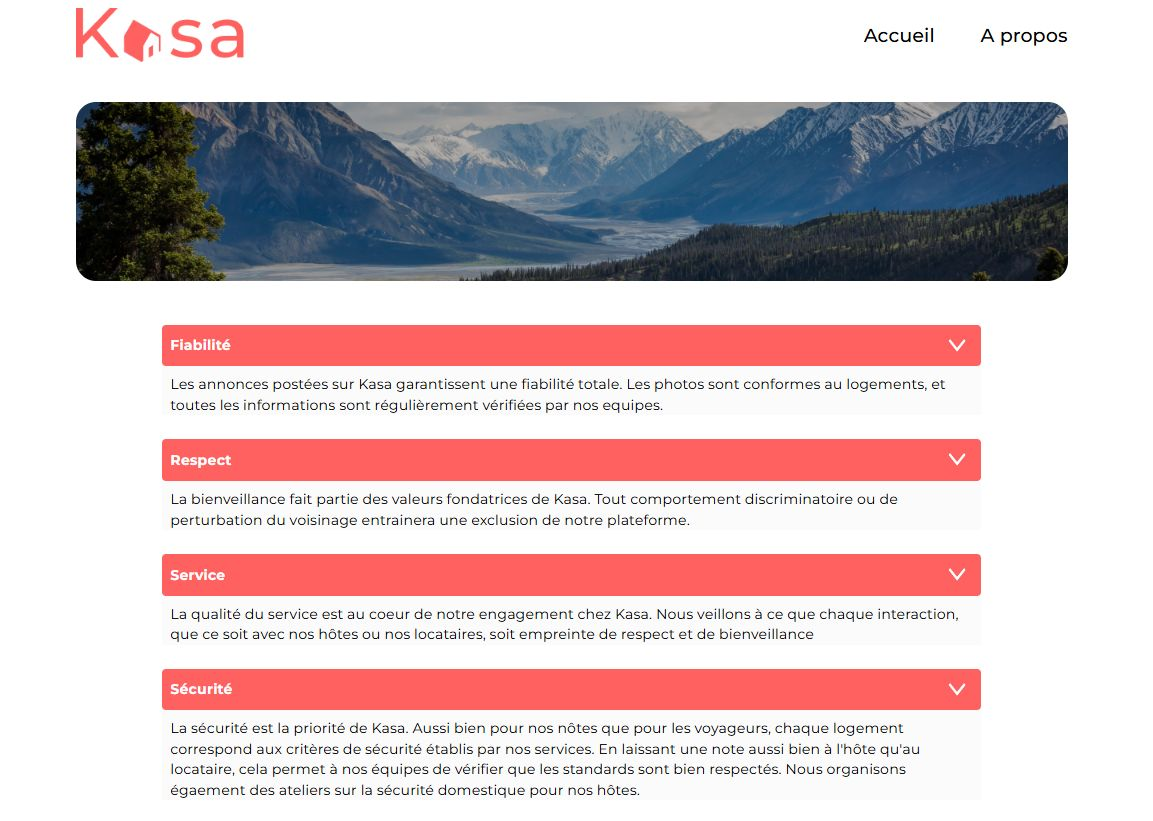 Kasa
Accueil
A propos
Fiabilité
Les annonces postées sur Kasa garantissent une fiabilité totale. Les photos sont conformes au logements, et
toutes les informations sont régulièrement vérifiées par nos equipes.
Respect
La bienveillance fait partie des valeurs fondatrices de Kasa. Tout comportement discriminatoire ou de
perturbation du voisinage entrainera une exclusion de notre plateforme.
Service
La qualité du service est au coeur de notre engagement chez Kasa. Nous veillons à ce que chaque interaction,
que ce soit avec nos hôtes ou nos locataires, soit empreinte de respect et de bienveillance
Sécurité
La sécurité est la priorité de Kasa. Aussi bien pour nos nôtes que pour les voyageurs, chaque logement
correspond aux critères de sécurité établis par nos services. En laissant une note aussi bien à l'hôte qu'au
locataire, cela permet à nos équipes de vérifier que les standards sont bien respectés. Nous organisons
égaement des ateliers sur la sécurité domestique pour nos hôtes.